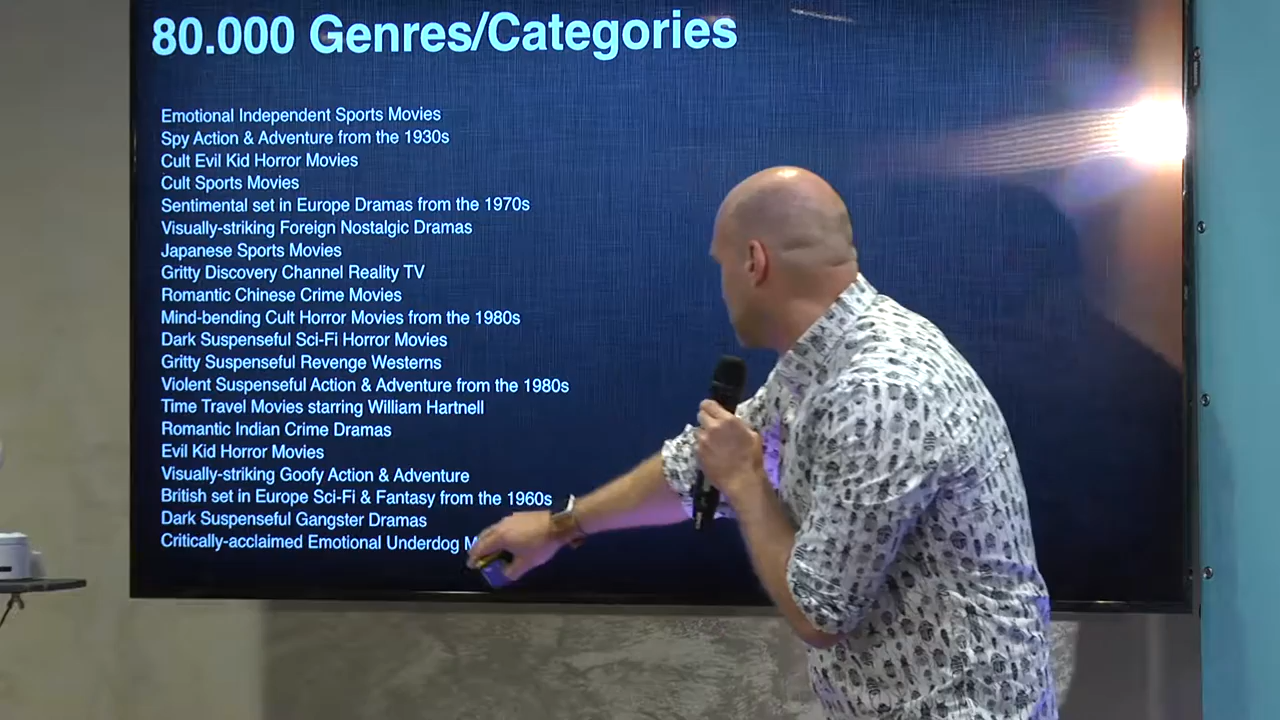 80.000 Genres/Categories
Emotional Independent Sports Movies
Spy Action & Adventure from the 1930s
Cult Evil Kid Horror Movies
Cult Sports Movies
Sentimental set in Europe Dramas from the 1970s
Visually-striking Foreign Nostalgic Dramas
Japanese Sports Movies
Gritty Discovery Channel Reality TV
Romantic Chinese Crime Movies
Mind-bending Cult Horror Movies from the 1980s
Dark Suspenseful Sci-Fi Horror Movies
Gritty Suspenseful Revenge Westerns
Violent Suspenseful Action & Adventure from the 1980s
Time Travel Movies starring William Hartnell
Romantic Indian Crime Dramas
Evil Kid Horror Movies
Visually-striking Goofy Action & Adventure
British set in Europe Sci-Fi & Fantasy from the 1960s
Dark Suspenseful Gangster Dramas
Critically-acclaimed Emotional Underdog